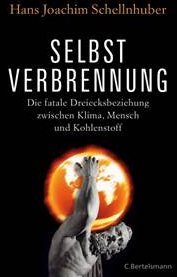 Hans Joachim Schellnhuber
SELBST
VERBRENNUNG
Die fatale Dreiecksbeziehung
zwischen Klima, Mensch
und Kohlenstoff
C. Bertelsmann